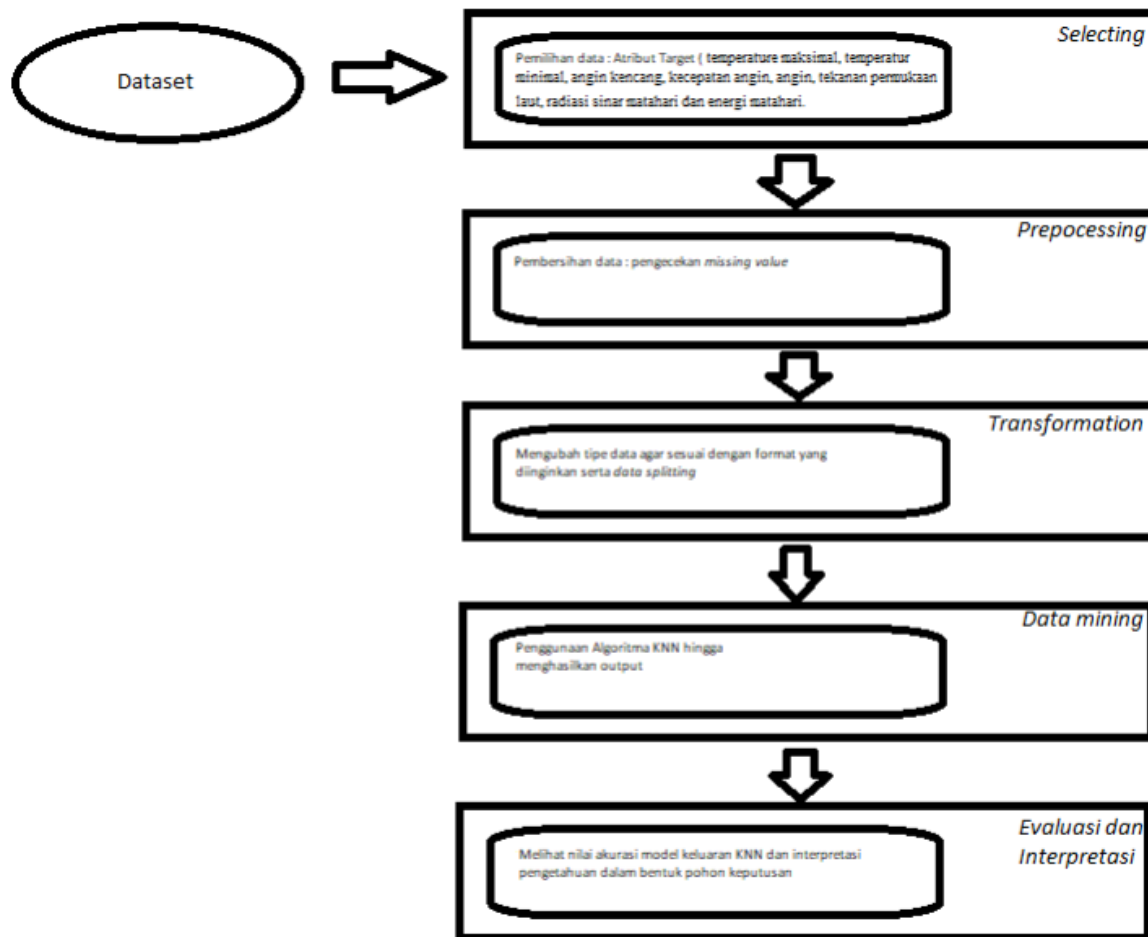 Dataset
Selecting
Pemilihan data : Atribut Target ( temperature maksimal, temperatur
minimal, angin kencang, kecepatan angin, angin, tekanan permukaan
laut, radiasi sinar matahari dan energi matahari.
Prepocessing
Pembersihan data : pengecekan missing value
Transformation
Mengubah tipe data agar sesuai dengan format yang
diinginkan serta data splitting
Data mining
Penggunaan Algoritma KNN hingga
menghasilkan output
Evaluasi dan
Interpretasi
Melihat nilai akurasi model keluaran KNN dan interpretasi
pengetahuan dalam bentuk pohon keputusan